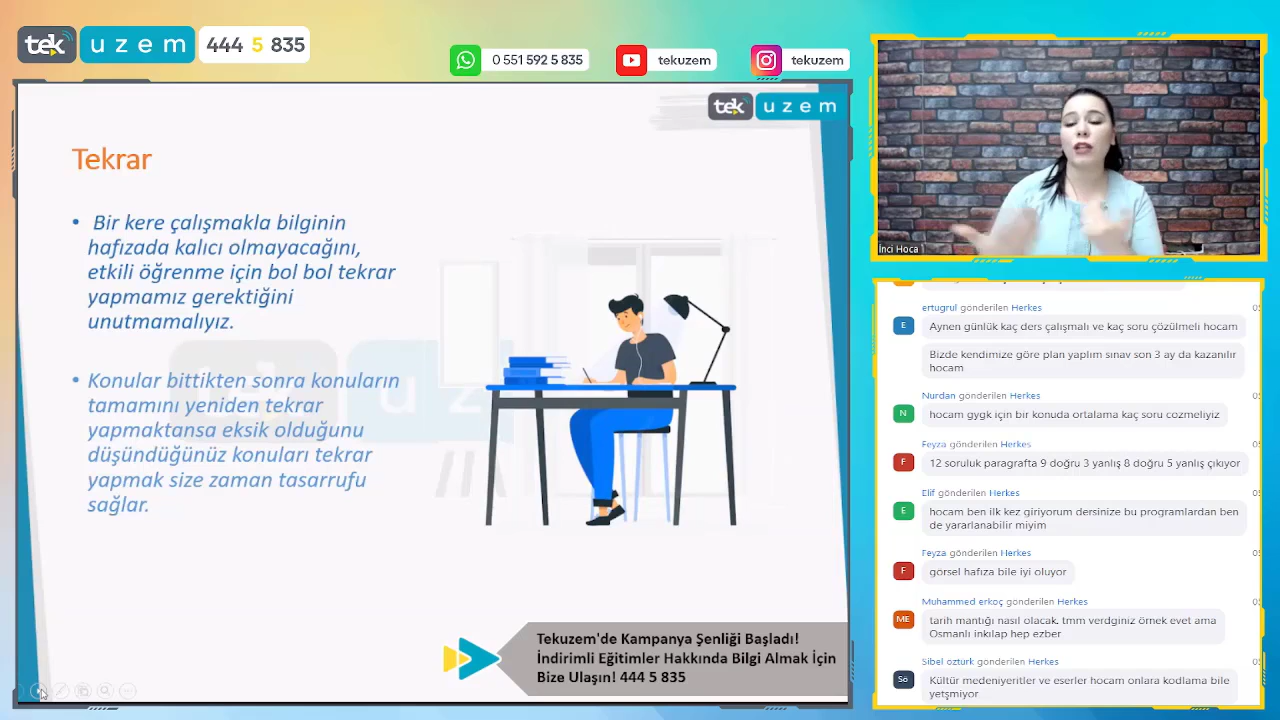 tek uzem 444 5 835
0 551 592 5 835
tekuzem
tekuzem
tek uzem
Tekrar
• Bir kere çalışmakla bilginin
hafızada kalıcı olmayacağını,
etkili öğrenme için bol bol tekrar
yapmamız gerektiğini
unutmamalıyız.
• Konular bittikten sonra konuların
tamamını yeniden tekrar
yapmaktansa eksik olduğunu
düşündüğünüz konuları tekrar
yapmak size zaman tasarrufu
sağlar.
Tekuzem'de Kampanya Şenliği Başladı!
İndirimli Eğitimler Hakkında Bilgi Almak İçin
Bize Ulaşın! 444 5 835
İnci Hoca
ertugrul gönderilen Herkes
E
Aynen günlük kaç ders çalışmalı ve kaç soru çözülmeli hocam
Bizde kendimize göre plan yaplım sınav son 3 ay da kazanılır
hocam
Nurdan gönderilen Herkes
N
hocam gygk için bir konuda ortalama kaç soru cozmeliyiz
Feyza gönderilen Herkes
F
12 soruluk paragrafta 9 doğru 3 yanlış 8 doğru 5 yanlış çıkıyor
Elif gönderilen Herkes
E
hocam ben ilk kez giriyorum dersinize bu programlardan ben
de yararlanabilir miyim
Feyza gönderilen Herkes
F
görsel hafıza bile iyi oluyor
Muhammed erkoç gönderilen Herkes
ME
tarih mantığı nasıl olacak. tmm verdginiz örnek evet ama
Osmanlı inkılap hep ezber
Sibel oztürk gönderilen Herkes
Sö
Kültür medeniyeritler ve eserler hocam onlara kodlama bile
yetşmiyor